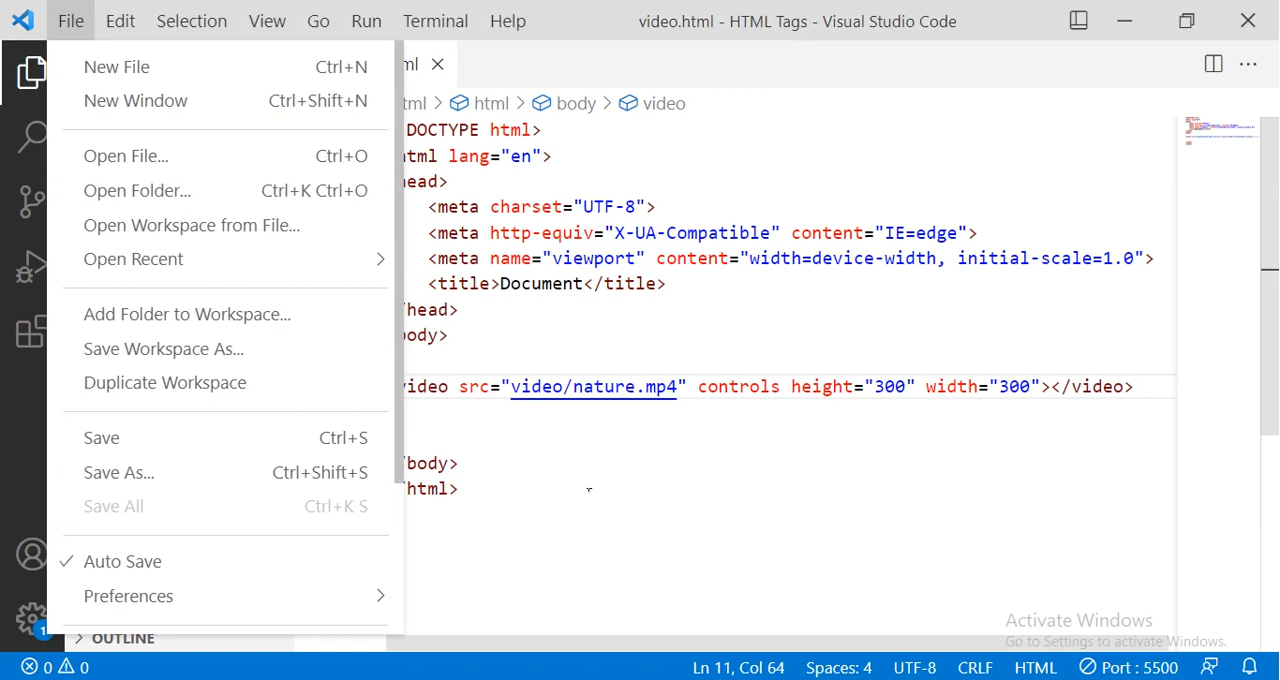 File Edit Selection View Go Run Terminal Help video.html - HTML Tags - Visual Studio Code
New File Ctrl+N
New Window Ctrl+Shift+N
Open File... Ctrl+O
Open Folder... Ctrl+K Ctrl+O
Open Workspace from File...
Open Recent
Add Folder to Workspace...
Save Workspace As...
Duplicate Workspace
Save Ctrl+S
Save As... Ctrl+Shift+S
Save All Ctrl+K S
Auto Save
Preferences
ml
tml > html > body > video
DOCTYPE html>
tml lang="en">
ead>
<meta charset="UTF-8">
<meta http-equiv="X-UA-Compatible" content="IE=edge">
<meta name="viewport" content="width=device-width, initial-scale=1.0">
<title>Document</title>
/head>
body>
video src="video/nature.mp4" controls height="300" width="300"></video>
/body>
/html>
OUTLINE
1
Activate Windows
Go to Settings to activate Windows.
0 0 Ln 11, Col 64 Spaces: 4 UTF-8 CRLF HTML Port : 5500